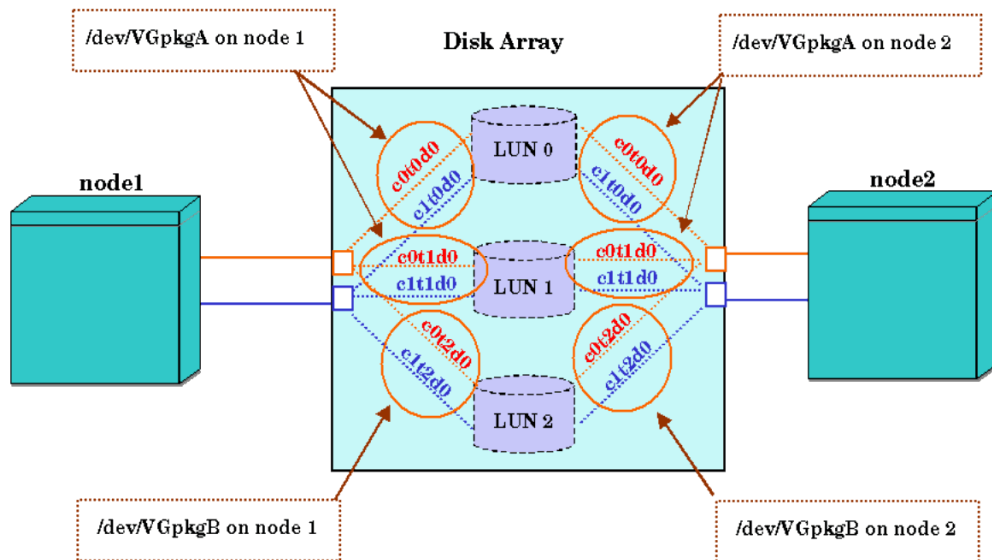 /dev/VGpkgA on node 1
Disk Array
/dev/VGpkgA on node 2
node1
c0t0d0
c1t0d0
LUN 0
c0t0d0
c1t0d0
node2
c0t1d0
c1t1d0
LUN 1
c0t1d0
c1t1d0
c0t2d0
c1t2d0
LUN 2
c0t2d0
c1t2d0
/dev/VGpkgB on node 1
/dev/VGpkgB on node 2